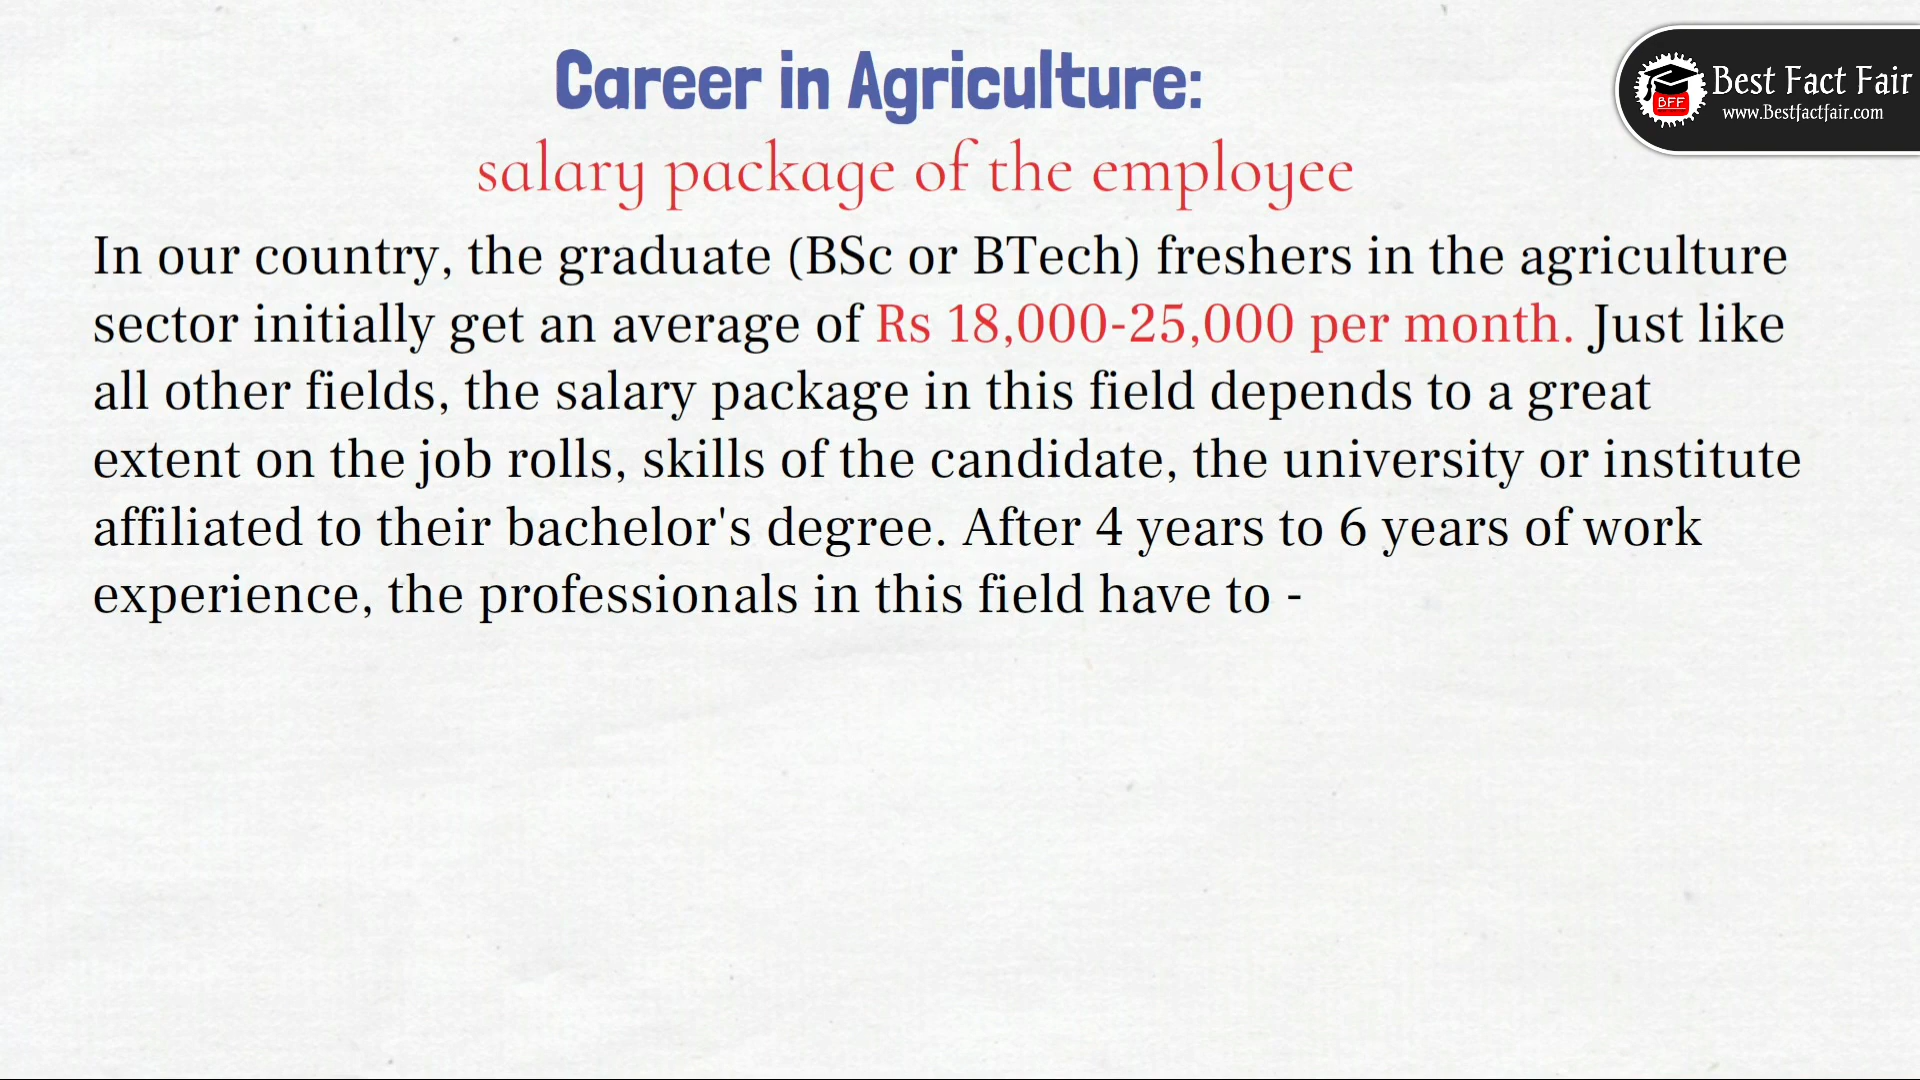 Career in Agriculture:
salary package of the employee
In our country, the graduate (BSc or BTech) freshers in the agriculture
sector initially get an average of Rs 18,000-25,000 per month. Just like
all other fields, the salary package in this field depends to a great
extent on the job rolls, skills of the candidate, the university or institute
affiliated to their bachelor's degree. After 4 years to 6 years of work
experience, the professionals in this field have to -
BFF
Best Fact Fair
www.Bestfactfair.com